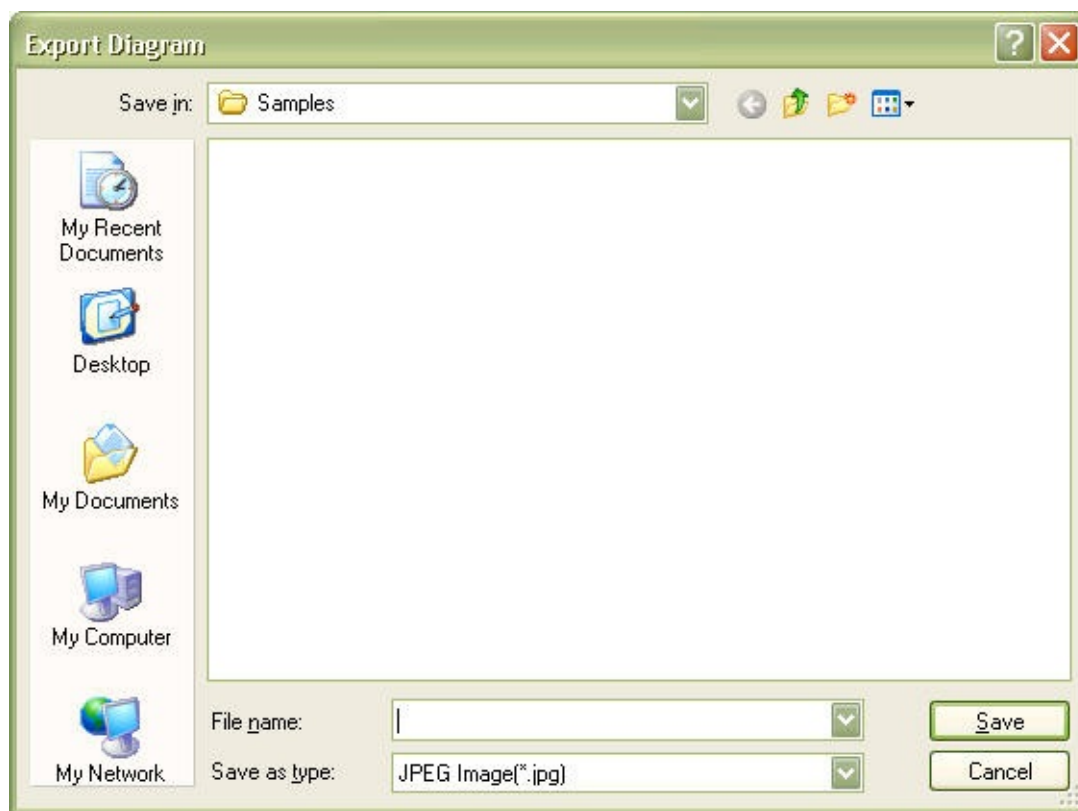 Export Diagram
Save in:
Samples
My Recent
Documents
Desktop
My Documents
My Computer
My Network
File name:
Save
Save as type:
JPEG Image(*.jpg)
Cancel